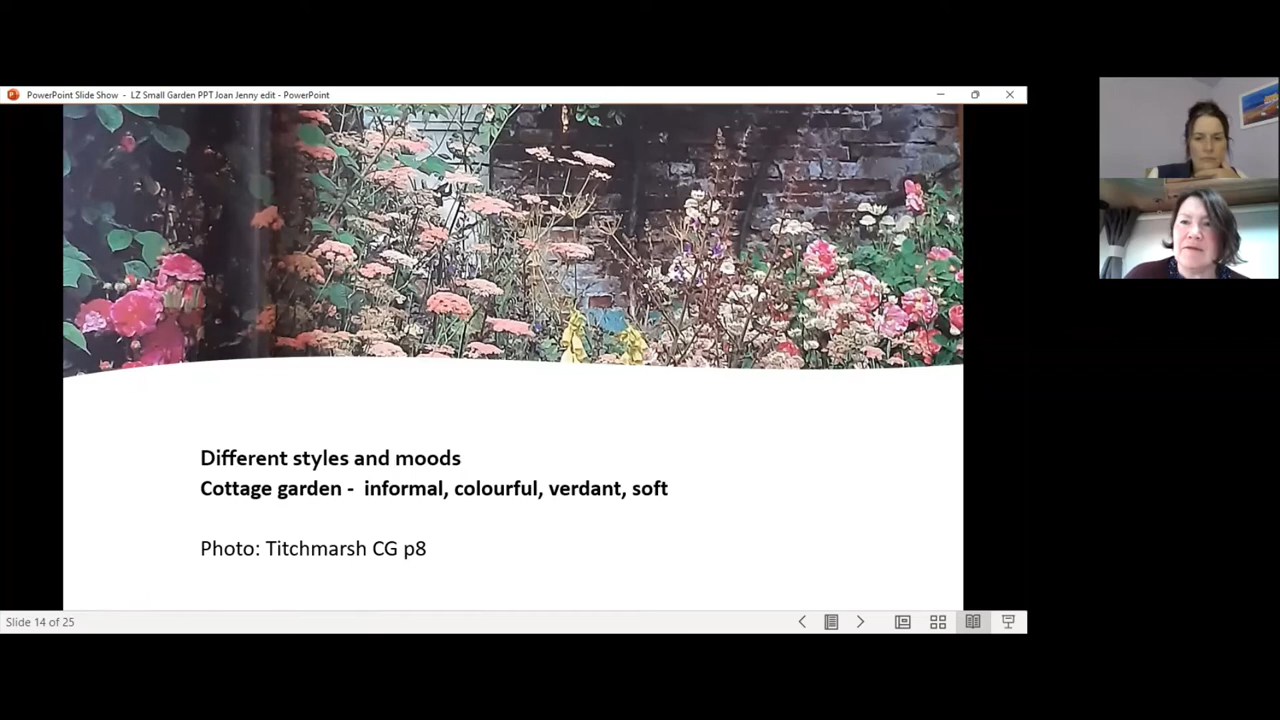 PowerPoint Slide Show - LZ Small Garden PPT Joan Jenny edit - PowerPoint
Different styles and moods
Cottage garden - informal, colourful, verdant, soft
Photo: Titchmarsh CG p8
Slide 14 of 25